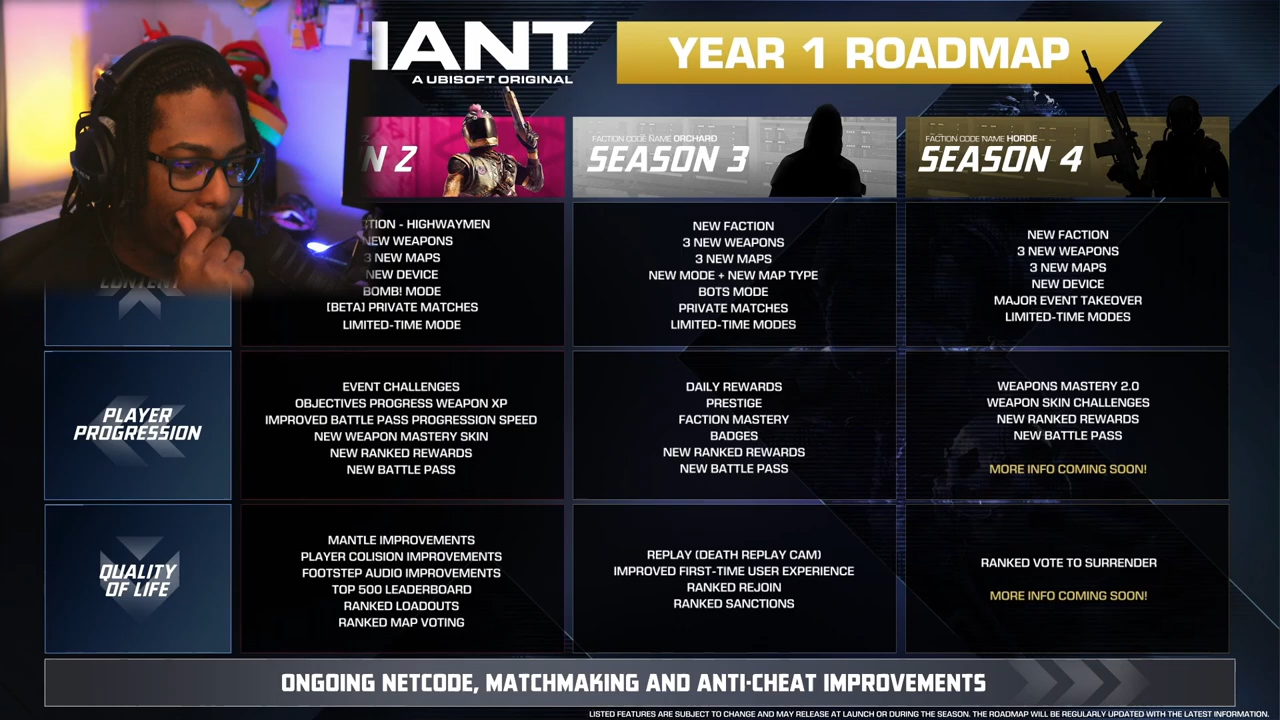 IANT
A UBISOFT ORIGINAL
YEAR 1 ROADMAP
N 2
FACTION CODE NAME ORCHARD
SEASON 3
FACTION CODE NAME HORDE
SEASON 4
CONTENT
TION - HIGHWAYMEN
NEW WEAPONS
3 NEW MAPS
NEW DEVICE
BOMB! MODE
(BETA) PRIVATE MATCHES
LIMITED-TIME MODE
NEW FACTION
3 NEW WEAPONS
3 NEW MAPS
NEW MODE + NEW MAP TYPE
BOTS MODE
PRIVATE MATCHES
LIMITED-TIME MODES
NEW FACTION
3 NEW WEAPONS
3 NEW MAPS
NEW DEVICE
MAJOR EVENT TAKEOVER
LIMITED-TIME MODES
PLAYER
PROGRESSION
EVENT CHALLENGES
OBJECTIVES PROGRESS WEAPON XP
IMPROVED BATTLE PASS PROGRESSION SPEED
NEW WEAPON MASTERY SKIN
NEW RANKED REWARDS
NEW BATTLE PASS
DAILY REWARDS
PRESTIGE
FACTION MASTERY
BADGES
NEW RANKED REWARDS
NEW BATTLE PASS
WEAPONS MASTERY 2.0
WEAPON SKIN CHALLENGES
NEW RANKED REWARDS
NEW BATTLE PASS
MORE INFO COMING SOON!
QUALITY
OF LIFE
MANTLE IMPROVEMENTS
PLAYER COLISION IMPROVEMENTS
FOOTSTEP AUDIO IMPROVEMENTS
TOP 500 LEADERBOARD
RANKED LOADOUTS
RANKED MAP VOTING
REPLAY (DEATH REPLAY CAM)
IMPROVED FIRST-TIME USER EXPERIENCE
RANKED REJOIN
RANKED SANCTIONS
RANKED VOTE TO SURRENDER
MORE INFO COMING SOON!
ONGOING NETCODE, MATCHMAKING AND ANTI-CHEAT IMPROVEMENTS
LISTED FEATURES ARE SUBJECT TO CHANGE AND MAY RELEASE AT LAUNCH OR DURING THE SEASON. THE ROADMAP WILL BE REGULARLY UPDATED WITH THE LATEST INFORMATION.